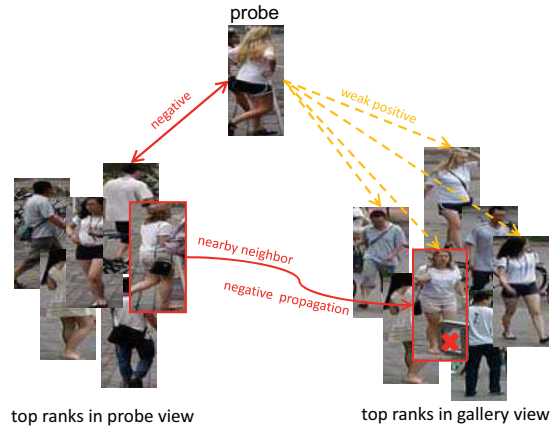 probe
negative
weak positive
nearby neighbor
negative propagation
top ranks in probe view
top ranks in gallery view